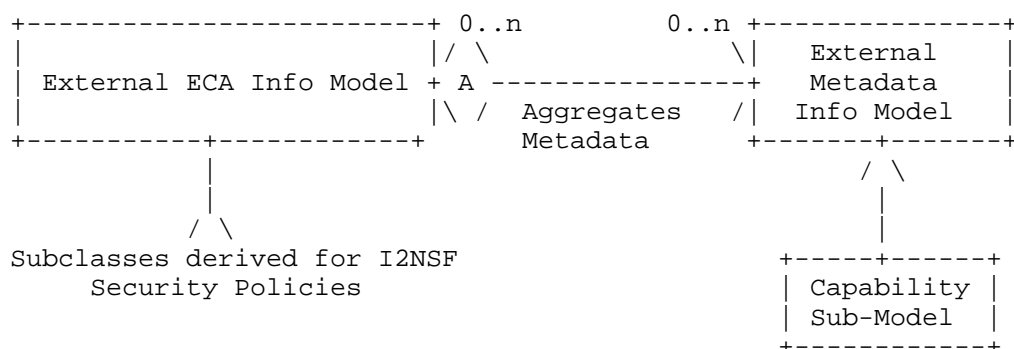 +-----------------------+ 0..n          0..n +---------------+
|                       |/ \               \|   External    |
| External ECA Info Model + A ----------------+   Metadata    |
|                       |\ /   Aggregates   /|  Info Model   |
+-----------+------------+      Metadata      +-------+-------+
            |                                        / \
            |                                         |
           / \                                        |
Subclasses derived for I2NSF                    +-----+------+
     Security Policies                          | Capability |
                                                | Sub-Model  |
                                                +------------+